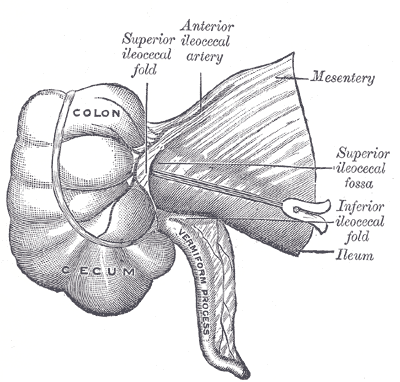 Anterior
ileocecal
artery
Superior
ileocecal
fold
Mesentery
COLON
Superior
ileocecal
fossa
Inferior
ileocecal
fold
Ileum
CECUM
VERMIFORM PROCESS